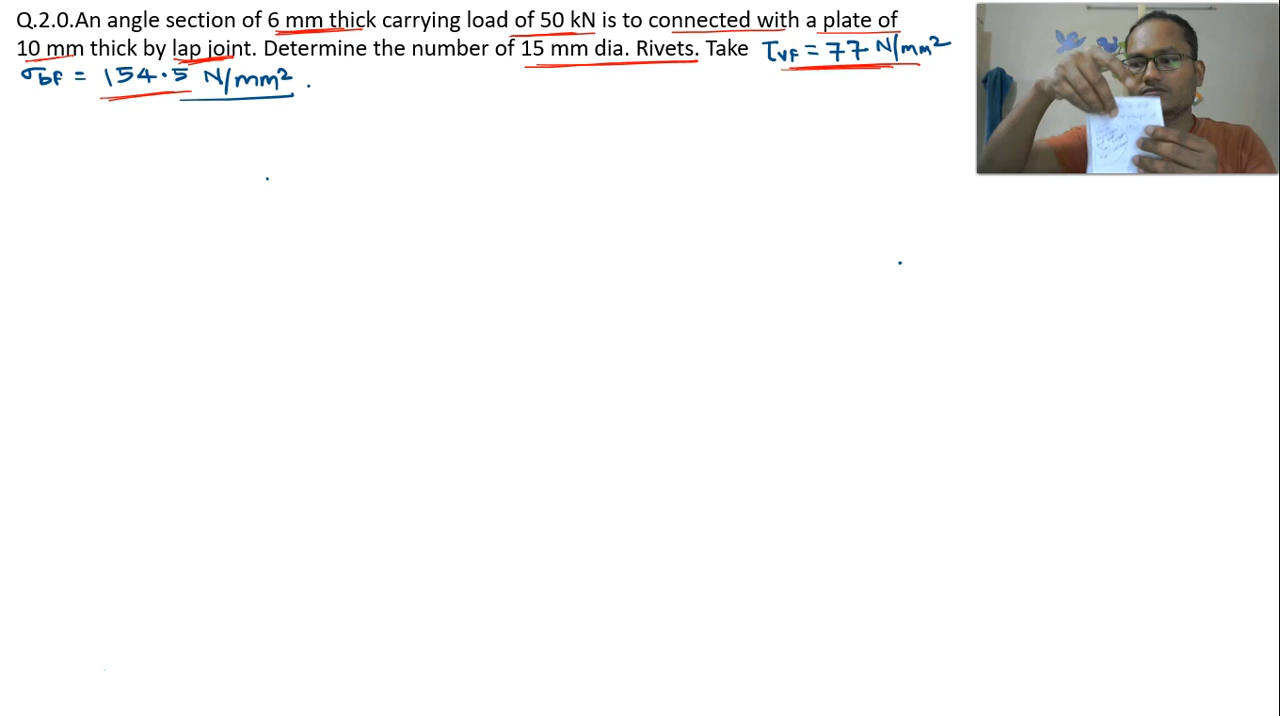 Q.2.0.An angle section of 6 mm thick carrying load of 50 kN is to connected with a plate of
10 mm thick by lap joint. Determine the number of 15 mm dia. Rivets. Take τvf = 77 N/mm²
σbf = 154.5 N/mm² .